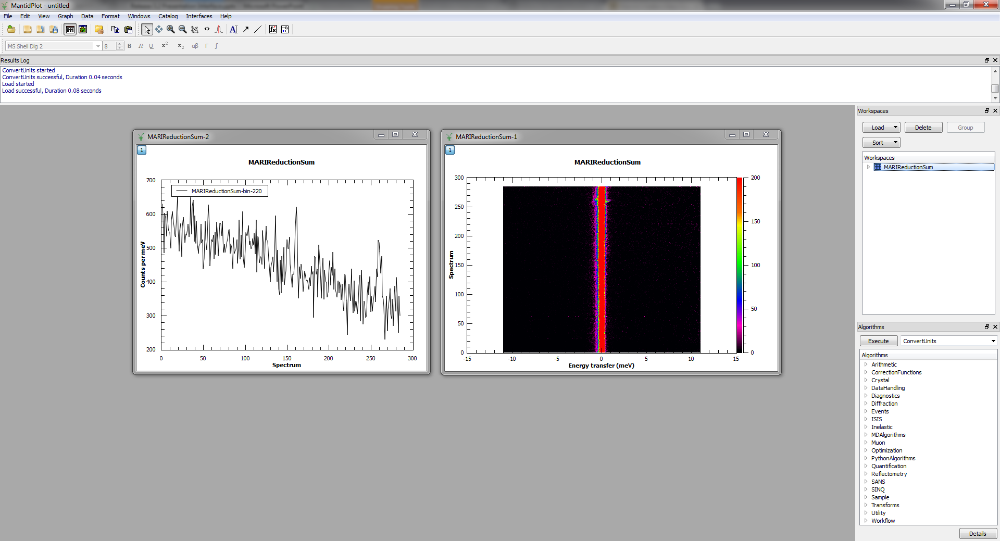 MantidPlot - untitled
File Edit View Graph Data Format Windows Catalog Interfaces Help
MS Shell Dlg 2 8 B It U x² x₂ αβ Γ ∫
Results Log
ConvertUnits started
ConvertUnits successful, Duration 0.04 seconds
Load started
Load successful, Duration 0.08 seconds
MARIReductionSum-2
1
MARIReductionSum
MARIReductionSum-bin-220
Counts per meV
700
600
500
400
300
200
0 50 100 150 200 250 300
Spectrum
MARIReductionSum-1
1
MARIReductionSum
Spectrum
300
250
200
150
100
50
0
-15 -10 -5 0 5 10 15
Energy transfer (meV)
200
150
100
50
0
Workspaces
Load Delete Group
Sort
Workspaces
MARIReductionSum
Algorithms
Execute ConvertUnits
Algorithms
Arithmetic
CorrectionFunctions
Crystal
DataHandling
Diagnostics
Diffraction
Events
ISIS
Inelastic
MDAlgorithms
Muon
Optimization
PythonAlgorithms
Quantification
Reflectometry
SANS
SINQ
Sample
Transforms
Utility
Workflow
Details